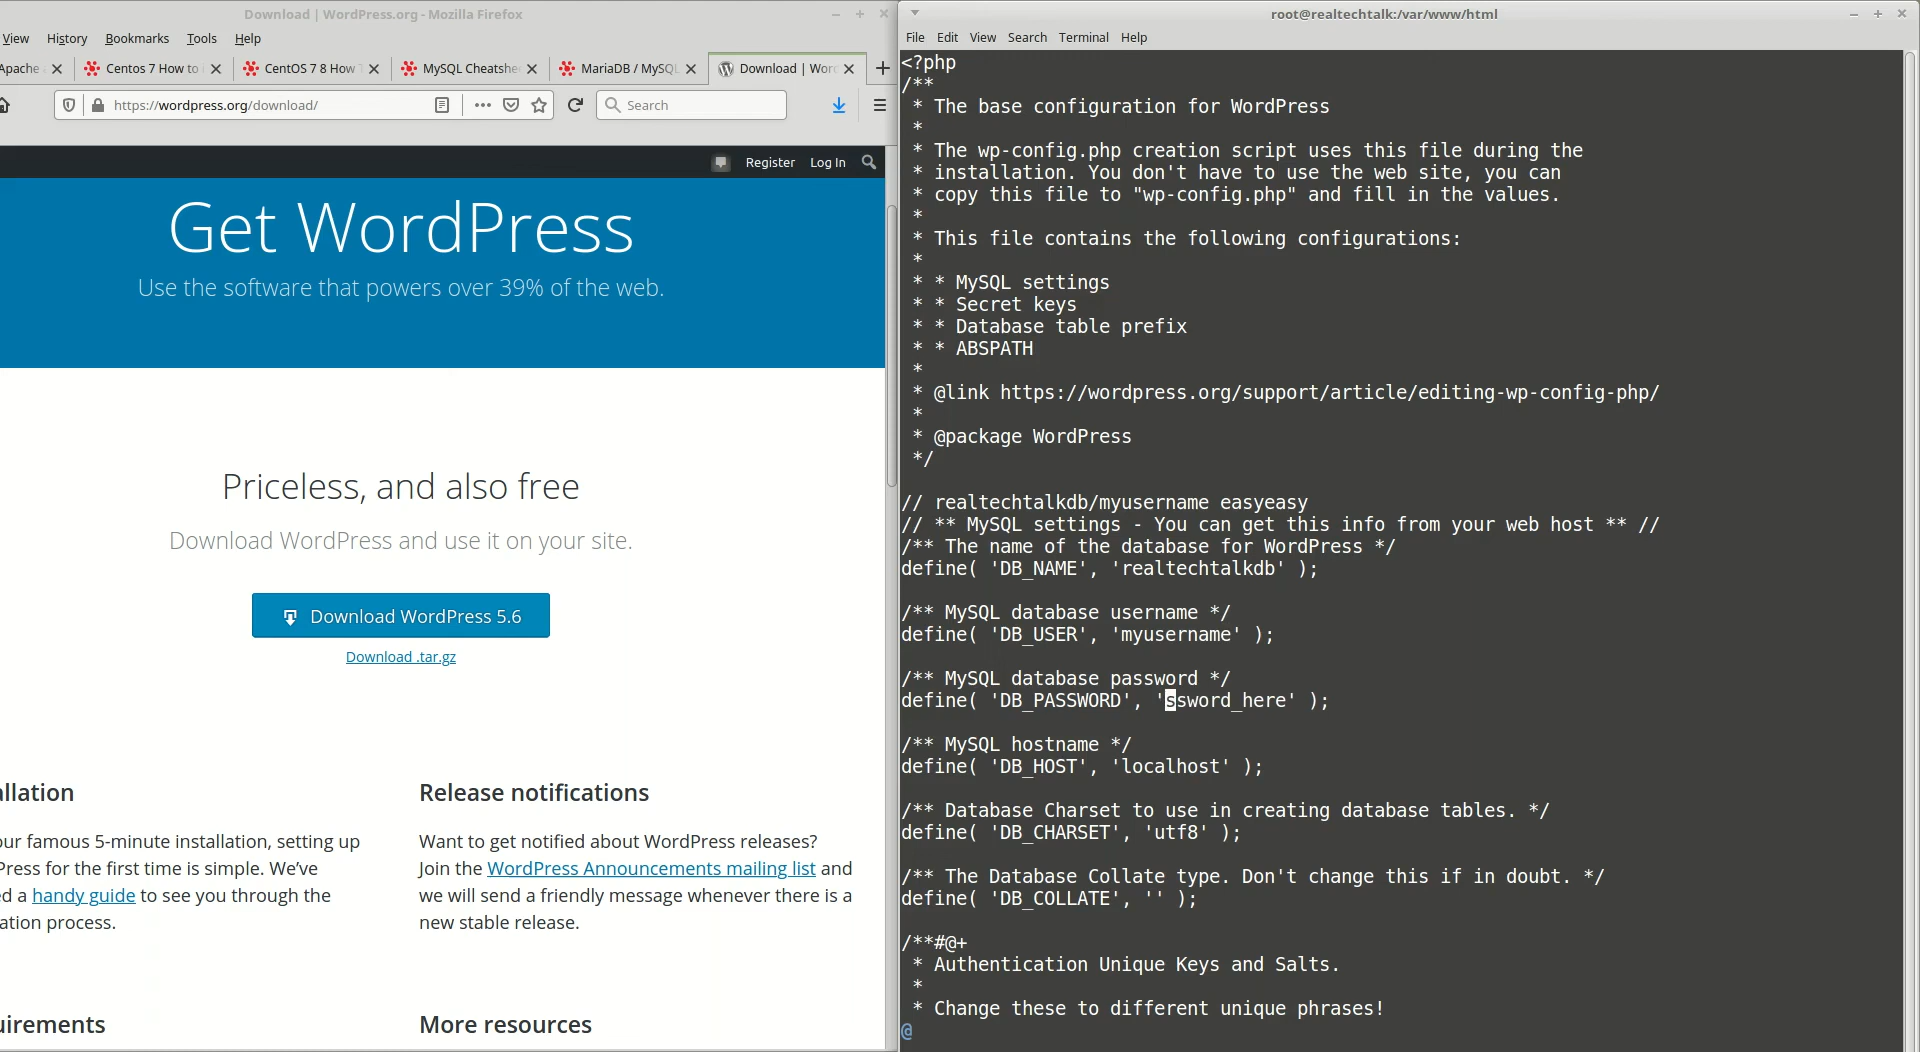 Download | WordPress.org - Mozilla Firefox
View History Bookmarks Tools Help
Apache
Centos 7 How to
CentOS 7 8 How
MySQL Cheatshe
MariaDB / MySQL
Download | Wor
https://wordpress.org/download/
Search
Register Log In
Get WordPress
Use the software that powers over 39% of the web.
Priceless, and also free
Download WordPress and use it on your site.
Download WordPress 5.6
Download .tar.gz
allation
our famous 5-minute installation, setting up
Press for the first time is simple. We’ve
ed a handy guide to see you through the
ation process.
Release notifications
Want to get notified about WordPress releases?
Join the WordPress Announcements mailing list and
we will send a friendly message whenever there is a
new stable release.
uirements
More resources
root@realtechtalk:/var/www/html
File Edit View Search Terminal Help
<?php
/**
 * The base configuration for WordPress
 *
 * The wp-config.php creation script uses this file during the
 * installation. You don't have to use the web site, you can
 * copy this file to "wp-config.php" and fill in the values.
 *
 * This file contains the following configurations:
 *
 * * MySQL settings
 * * Secret keys
 * * Database table prefix
 * * ABSPATH
 *
 * @link https://wordpress.org/support/article/editing-wp-config-php/
 *
 * @package WordPress
 */
// realtechtalkdb/myusername easyeasy
// ** MySQL settings - You can get this info from your web host ** //
/** The name of the database for WordPress */
define( 'DB_NAME', 'realtechtalkdb' );
/** MySQL database username */
define( 'DB_USER', 'myusername' );
/** MySQL database password */
define( 'DB_PASSWORD', 'ssword_here' );
/** MySQL hostname */
define( 'DB_HOST', 'localhost' );
/** Database Charset to use in creating database tables. */
define( 'DB_CHARSET', 'utf8' );
/** The Database Collate type. Don't change this if in doubt. */
define( 'DB_COLLATE', '' );
/**#@+
 * Authentication Unique Keys and Salts.
 *
 * Change these to different unique phrases!
@